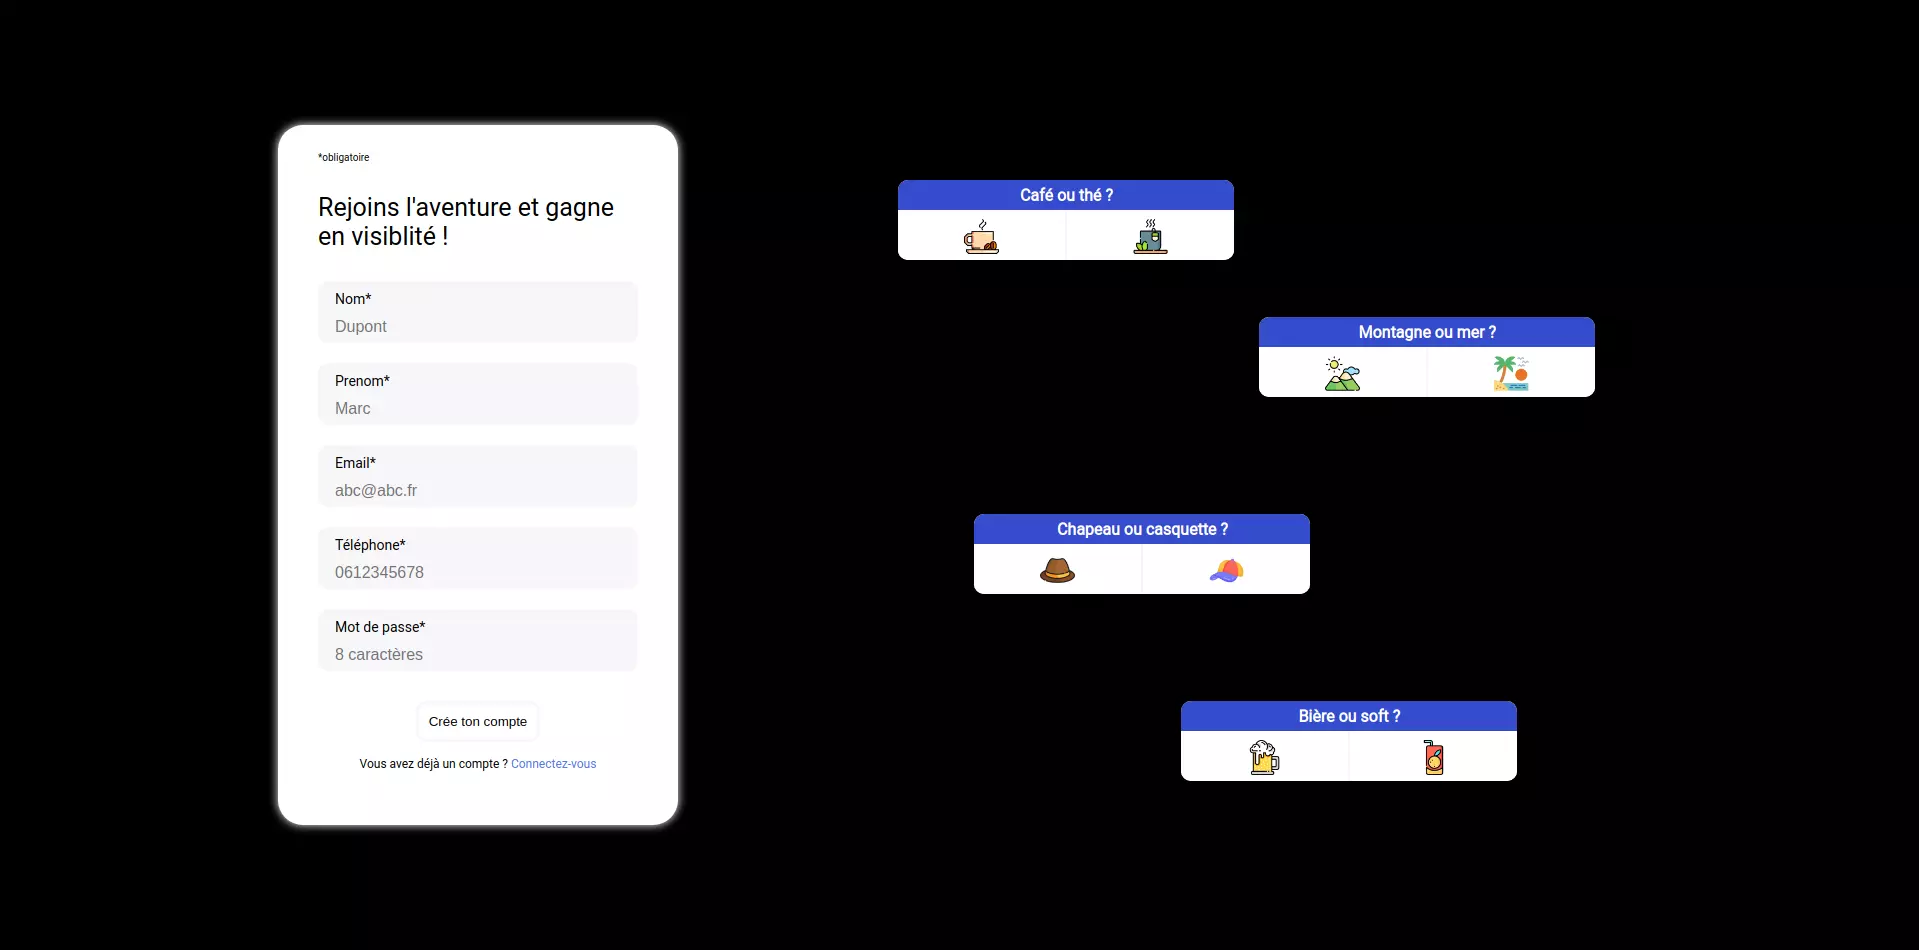 *obligatoire
Rejoins l'aventure et gagne
en visiblité !
Nom*
Dupont
Prenom*
Marc
Email*
abc@abc.fr
Téléphone*
0612345678
Mot de passe*
8 caractères
Crée ton compte
Vous avez déjà un compte ? Connectez-vous
Café ou thé ?
Montagne ou mer ?
Chapeau ou casquette ?
Bière ou soft ?